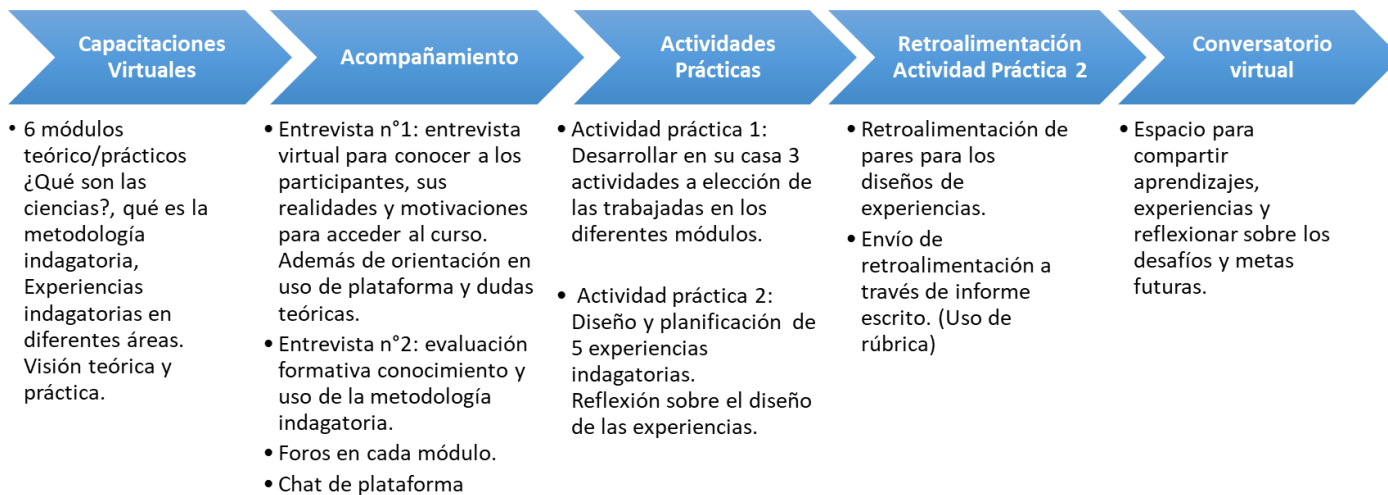 Capacitaciones
Virtuales
• 6 módulos
teórico/prácticos
¿Qué son las
ciencias?, qué es la
metodología
indagatoria,
Experiencias
indagatorias en
diferentes áreas.
Visión teórica y
práctica.
Acompañamiento
• Entrevista n°1: entrevista
virtual para conocer a los
participantes, sus
realidades y motivaciones
para acceder al curso.
Además de orientación en
uso de plataforma y dudas
teóricas.
• Entrevista n°2: evaluación
formativa conocimiento y
uso de la metodología
indagatoria.
• Foros en cada módulo.
• Chat de plataforma
Actividades
Prácticas
• Actividad práctica 1:
Desarrollar en su casa 3
actividades a elección de
las trabajadas en los
diferentes módulos.
• Actividad práctica 2:
Diseño y planificación de
5 experiencias
indagatorias.
Reflexión sobre el diseño
de las experiencias.
Retroalimentación
Actividad Práctica 2
• Retroalimentación de
pares para los
diseños de
experiencias.
• Envío de
retroalimentación a
través de informe
escrito. (Uso de
rúbrica)
Conversatorio
virtual
• Espacio para
compartir
aprendizajes,
experiencias y
reflexionar sobre los
desafíos y metas
futuras.